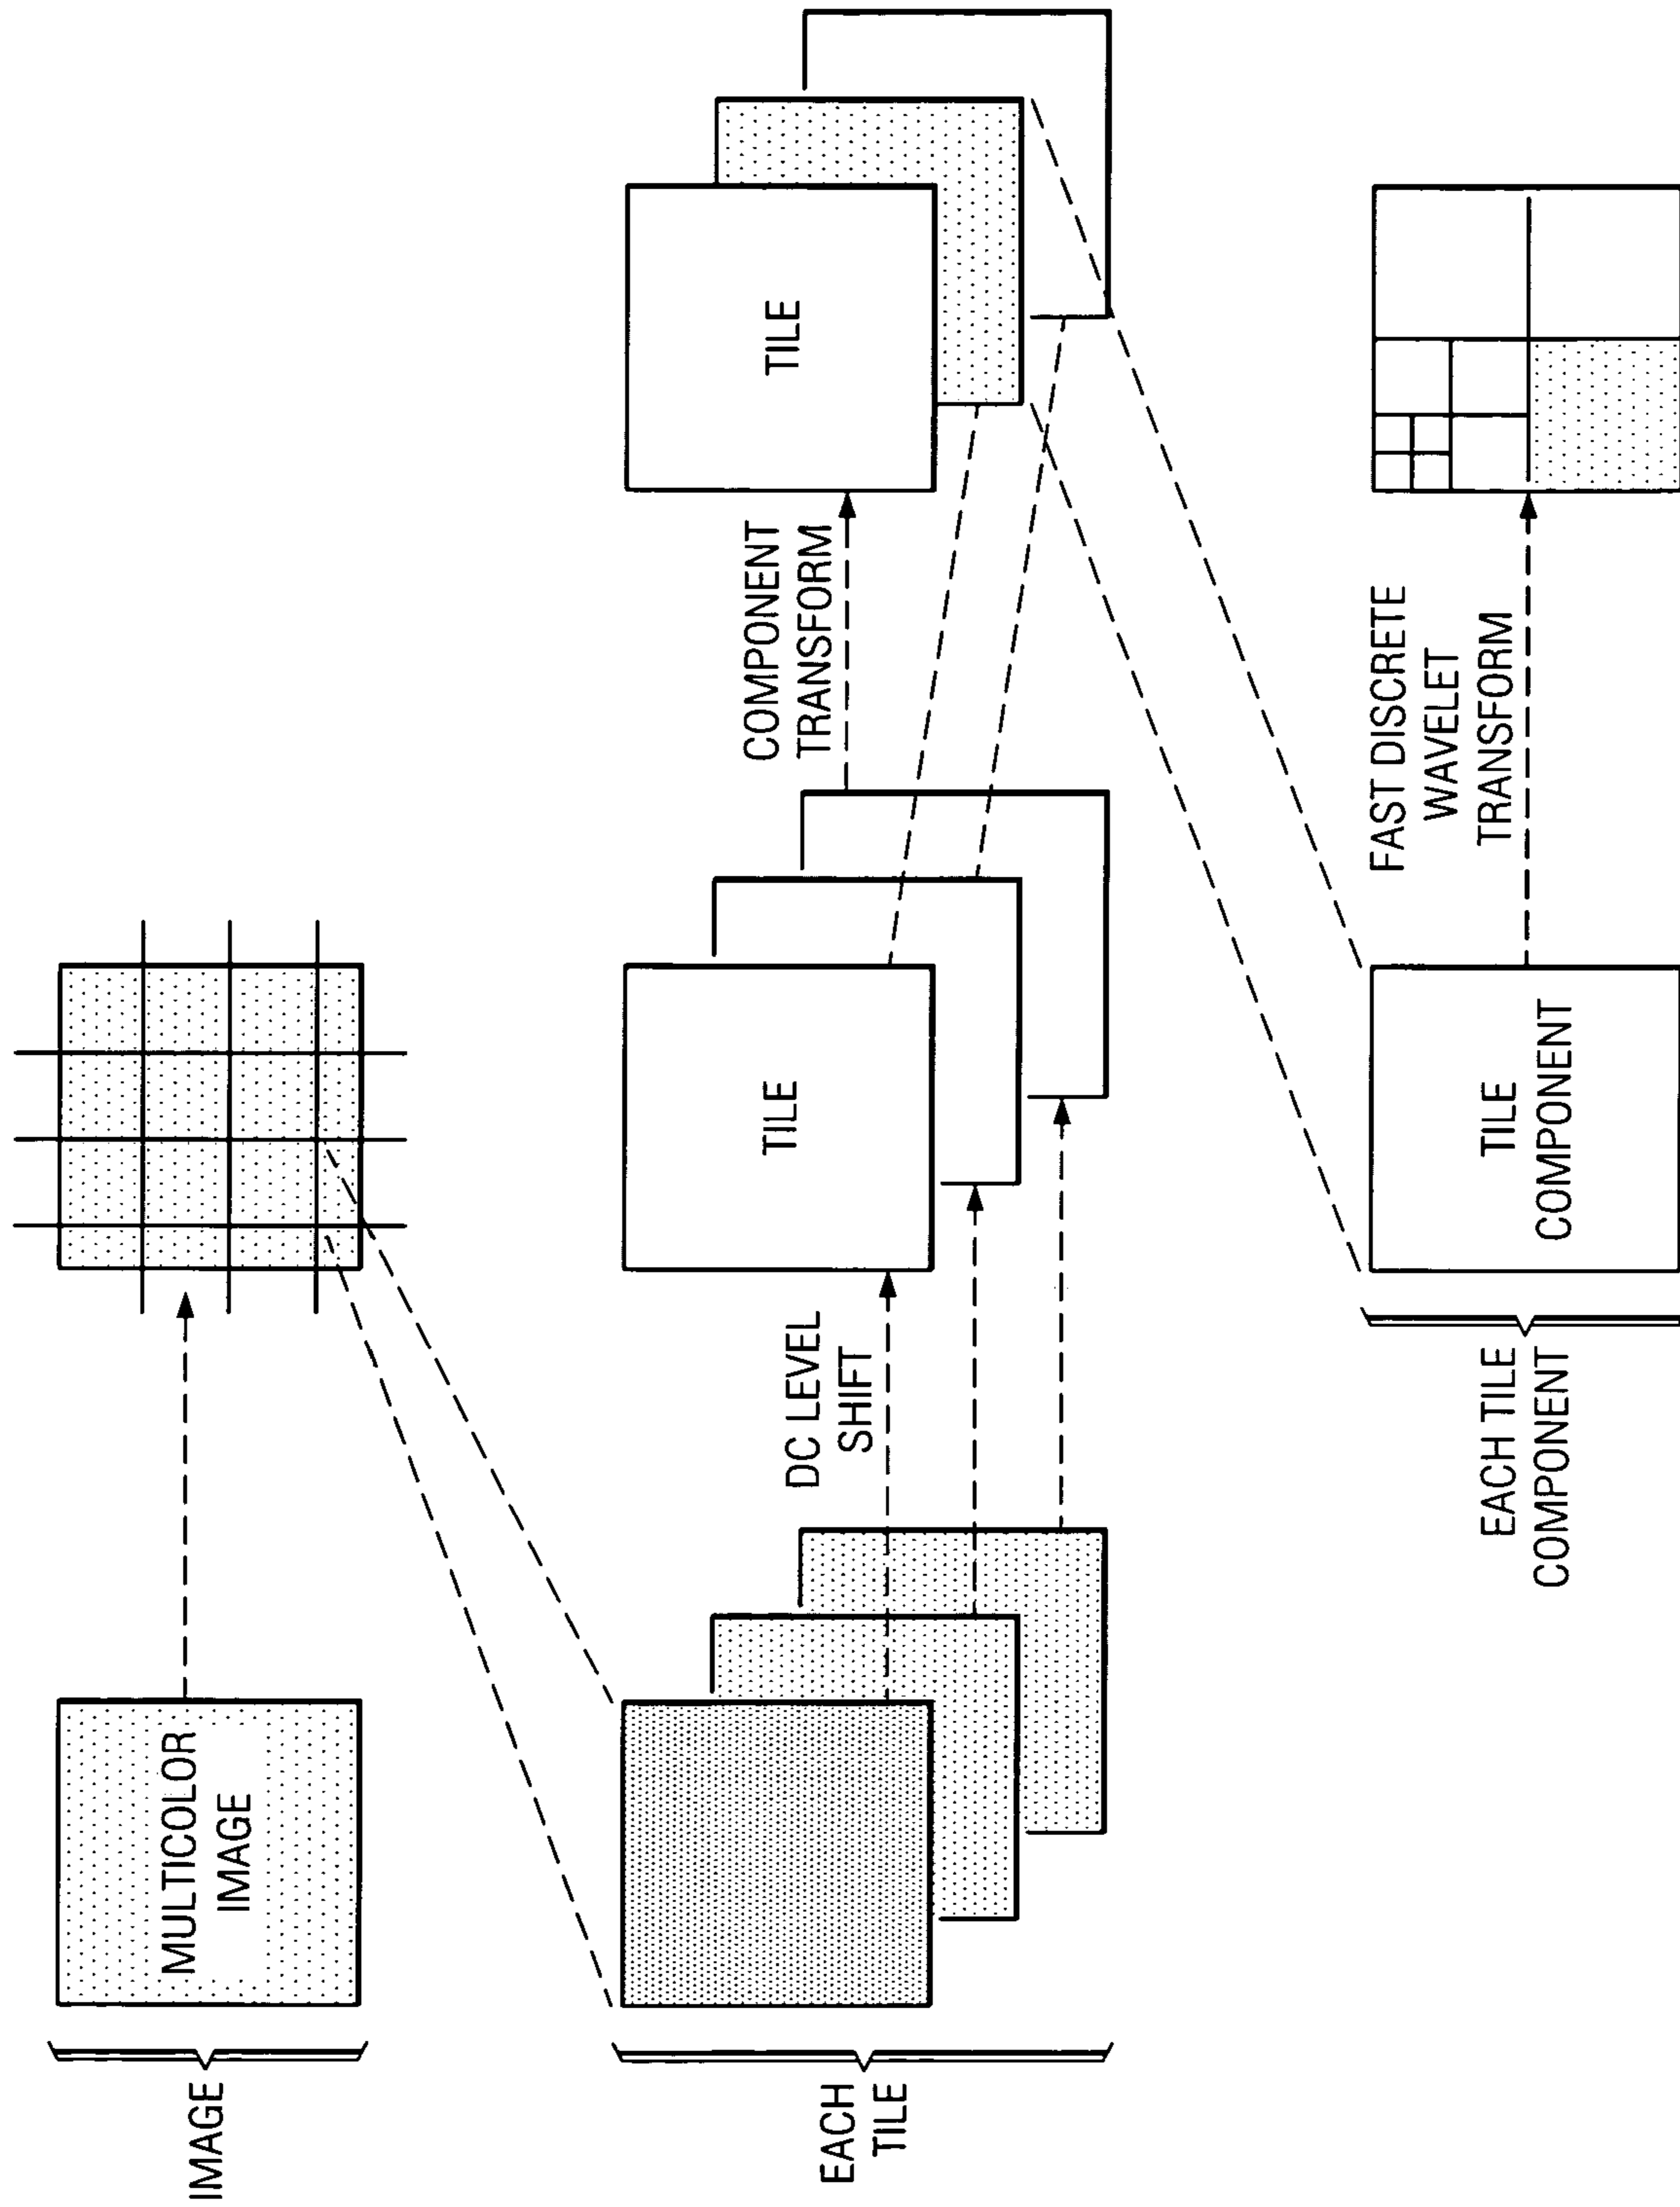 IMAGE
MULTICOLOR
IMAGE
EACH
TILE
DC LEVEL
SHIFT
TILE
COMPONENT
TRANSFORM
TILE
EACH TILE
COMPONENT
TILE
COMPONENT
FAST DISCRETE
WAVELET
TRANSFORM